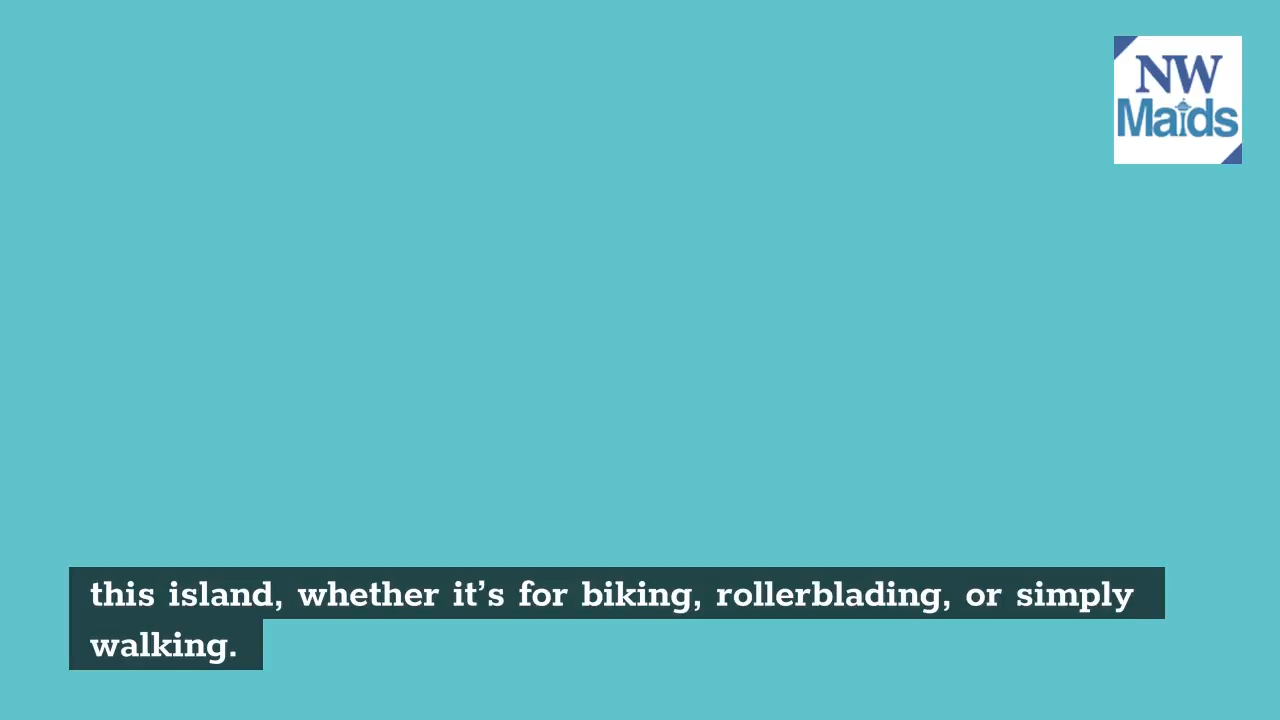 NW
Maids
this island, whether it’s for biking, rollerblading, or simply
walking.